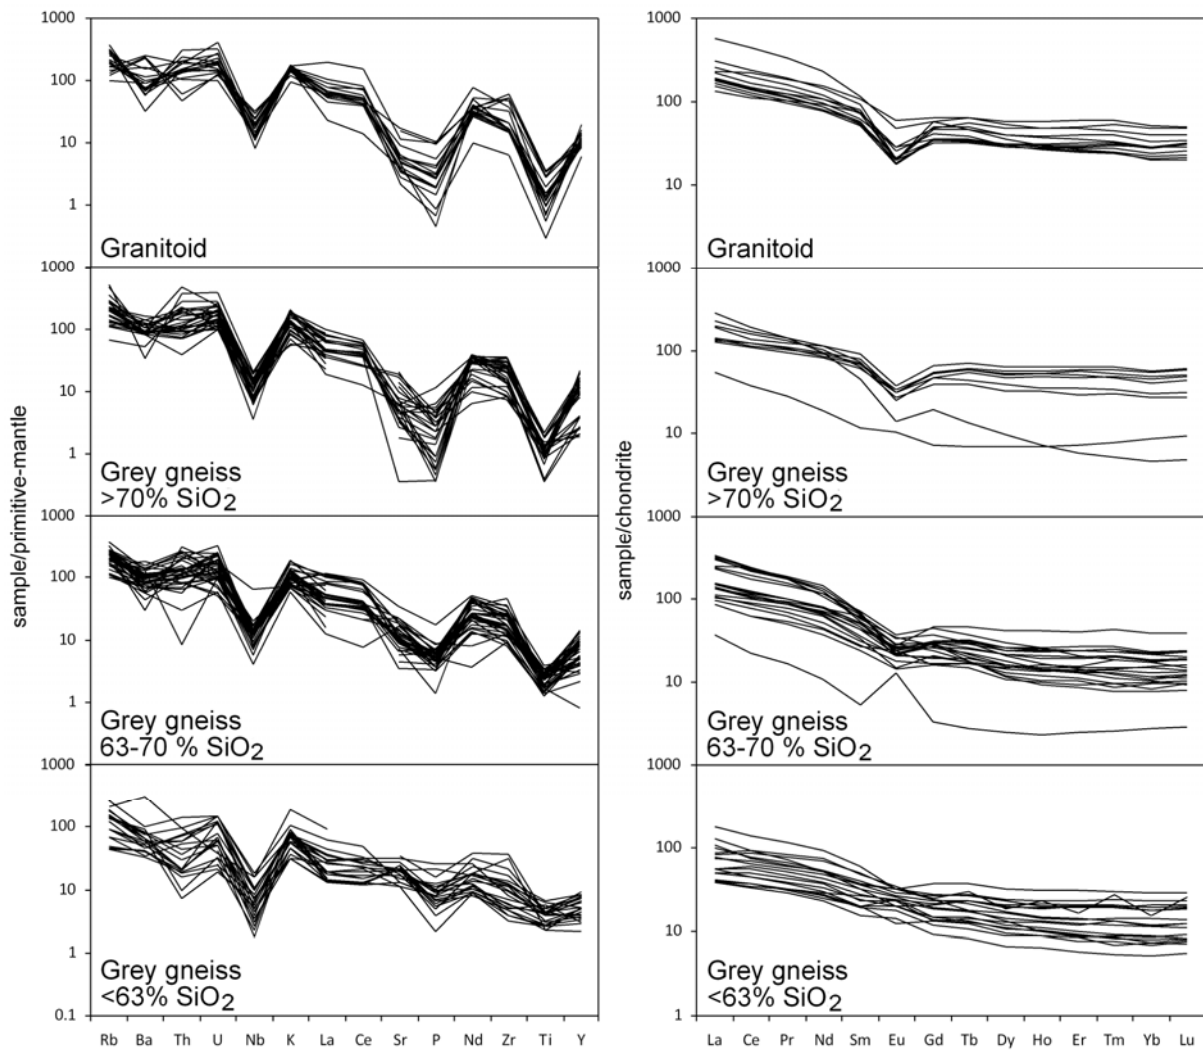 1000
100
10
1
Granitoid
1000
100
10
1
Grey gneiss
>70% SiO2
1000
100
10
1
Grey gneiss
63-70 % SiO2
1000
100
10
1
Grey gneiss
<63% SiO2
0.1
Rb Ba Th U Nb K La Ce Sr P Nd Zr Ti Y
sample/primitive-mantle
1000
100
10
Granitoid
1000
100
10
Grey gneiss
>70% SiO2
1000
100
10
Grey gneiss
63-70 % SiO2
1000
100
10
Grey gneiss
<63% SiO2
1
La Ce Pr Nd Sm Eu Gd Tb Dy Ho Er Tm Yb Lu
sample/chondrite